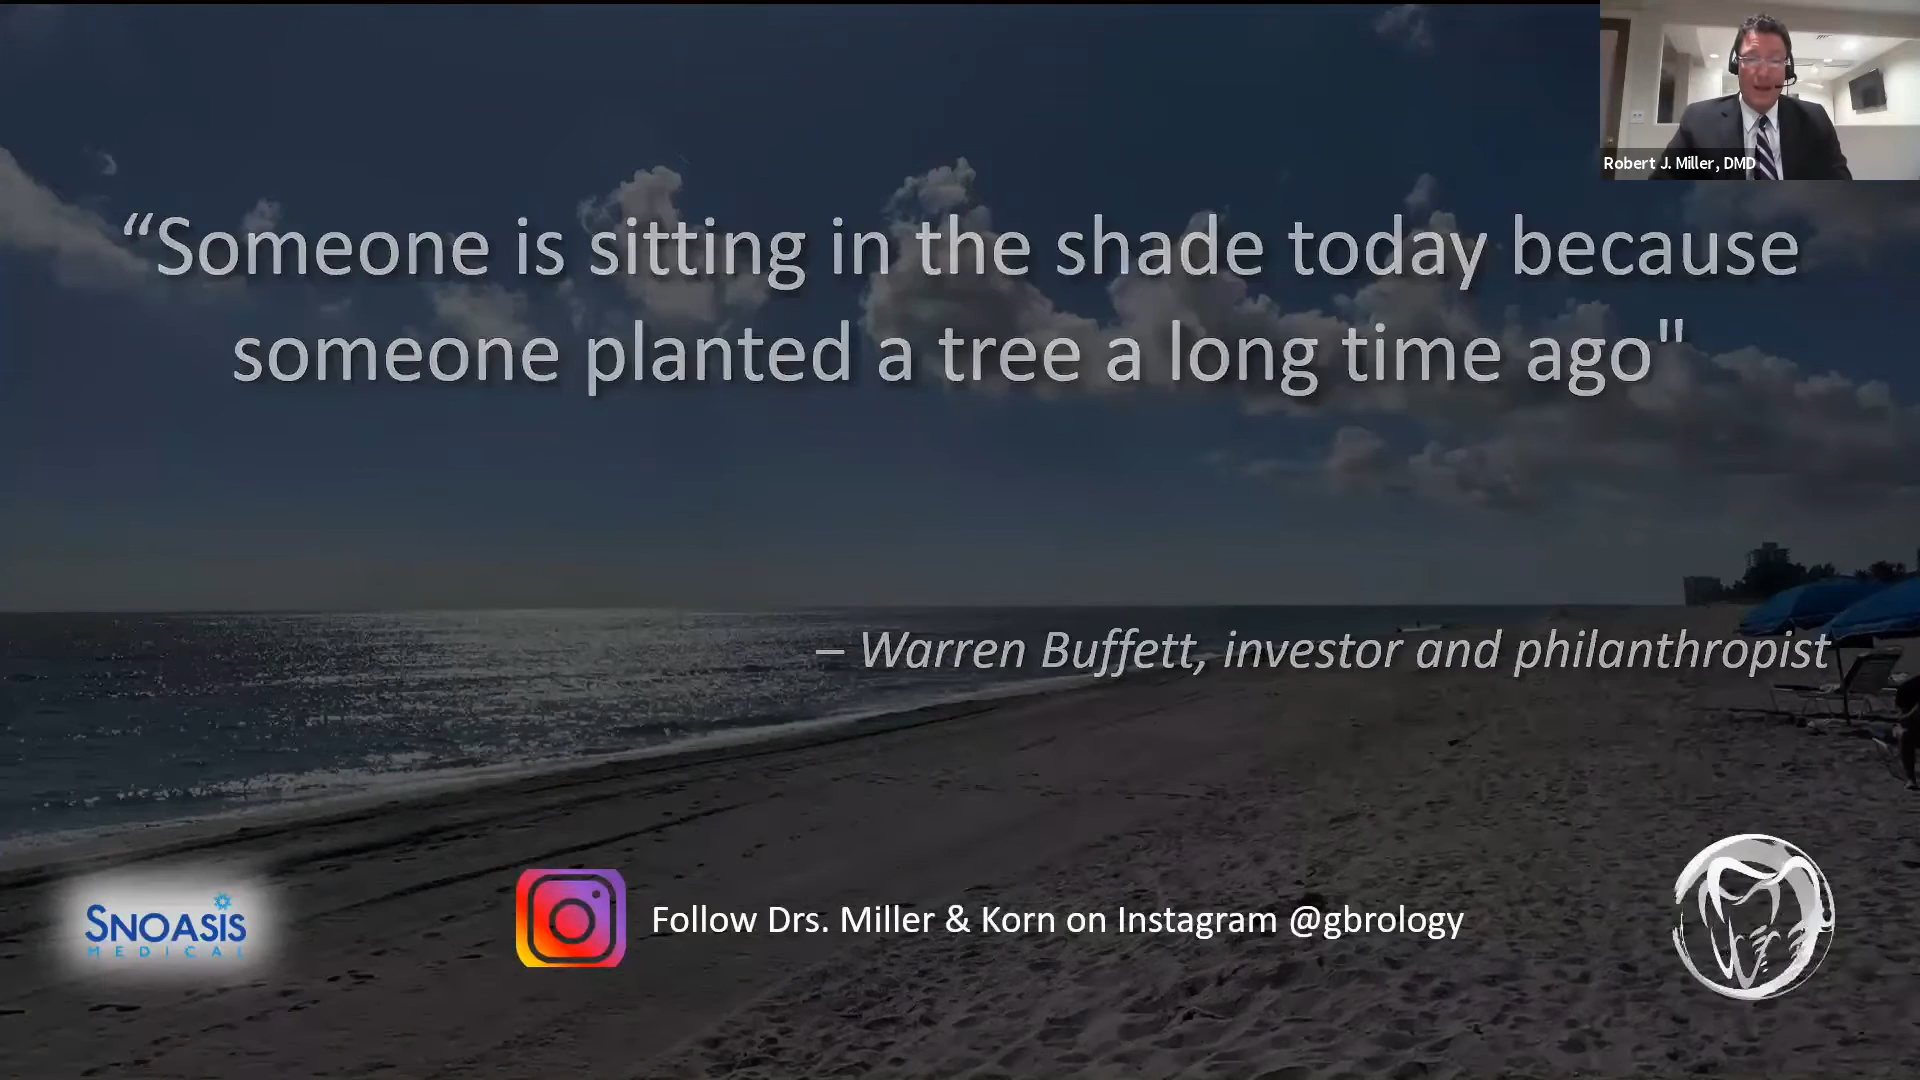 Robert J. Miller, DMD
“Someone is sitting in the shade today because
someone planted a tree a long time ago"
– Warren Buffett, investor and philanthropist
SNOASIS
MEDICAL
Follow Drs. Miller & Korn on Instagram @gbrology